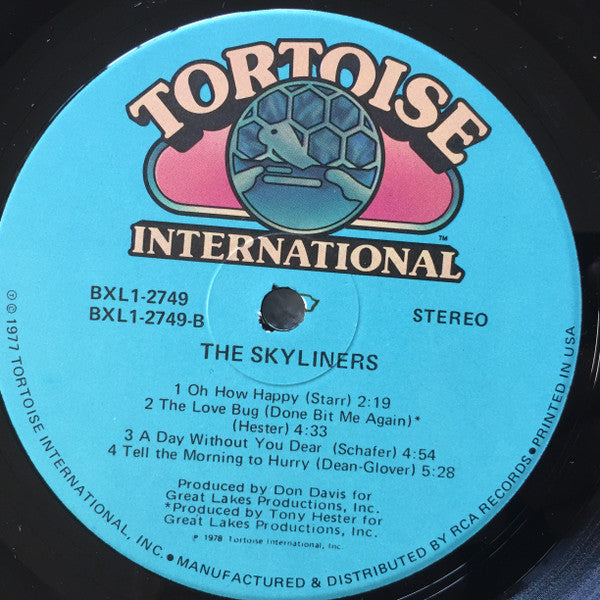 TORTOISE
INTERNATIONAL
™
BXL1-2749
BXL1-2749-B
STEREO
THE SKYLINERS
1 Oh How Happy (Starr) 2:19
2 The Love Bug (Done Bit Me Again)*
(Hester) 4:33
3 A Day Without You Dear (Schafer) 4:54
4 Tell the Morning to Hurry (Dean-Glover) 5:28
Produced by Don Davis for
Great Lakes Productions, Inc.
*Produced by Tony Hester for
Great Lakes Productions, Inc.
℗ 1978 Tortoise International, Inc.
℗ © 1977 TORTOISE INTERNATIONAL, INC. ● MANUFACTURED & DISTRIBUTED BY RCA RECORDS ● PRINTED IN USA